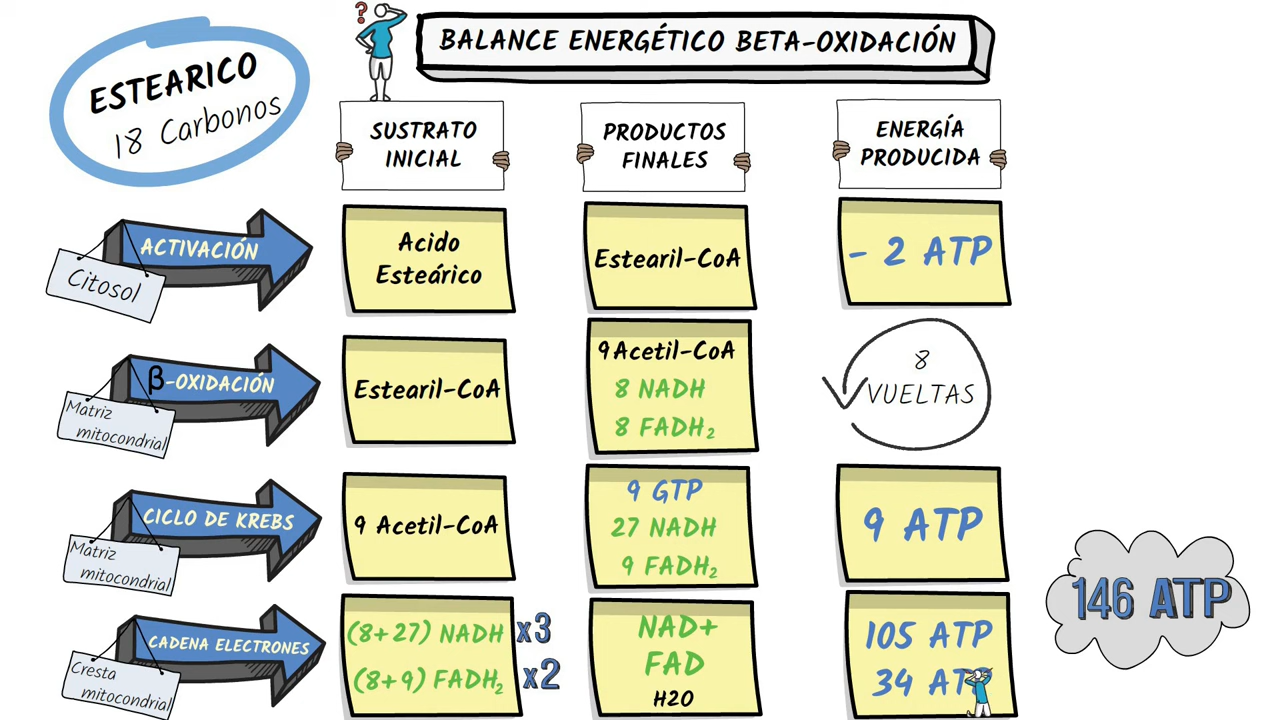 ESTEARICO
18 Carbonos
?
BALANCE ENERGÉTICO BETA-OXIDACIÓN
SUSTRATO
INICIAL
PRODUCTOS
FINALES
ENERGÍA
PRODUCIDA
ACTIVACIÓN
Citosol
Acido
Esteárico
Estearil-CoA
- 2 ATP
β-OXIDACIÓN
Matriz
mitocondrial
Estearil-CoA
9 Acetil-CoA
8 NADH
8 FADH₂
8
VUELTAS
CICLO DE KREBS
Matriz
mitocondrial
9 Acetil-CoA
9 GTP
27 NADH
9 FADH₂
9 ATP
CADENA ELECTRONES
Cresta
mitocondrial
(8+27) NADH x3
(8+9) FADH₂ x2
NAD+
FAD
H2O
105 ATP
34 ATP
146 ATP